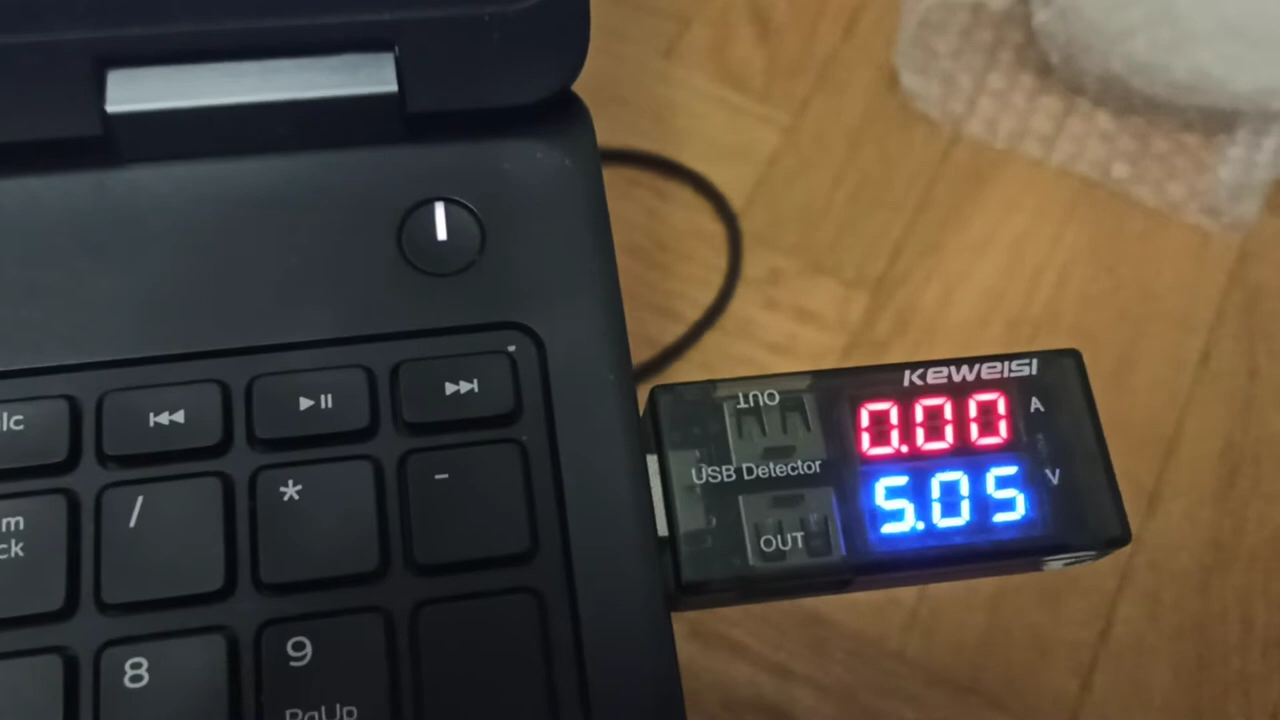 KEWEISI
OUT
0.00 A
USB Detector
5.05 V
OUT
lc
/
*
-
m
ck
8
9
PgUp